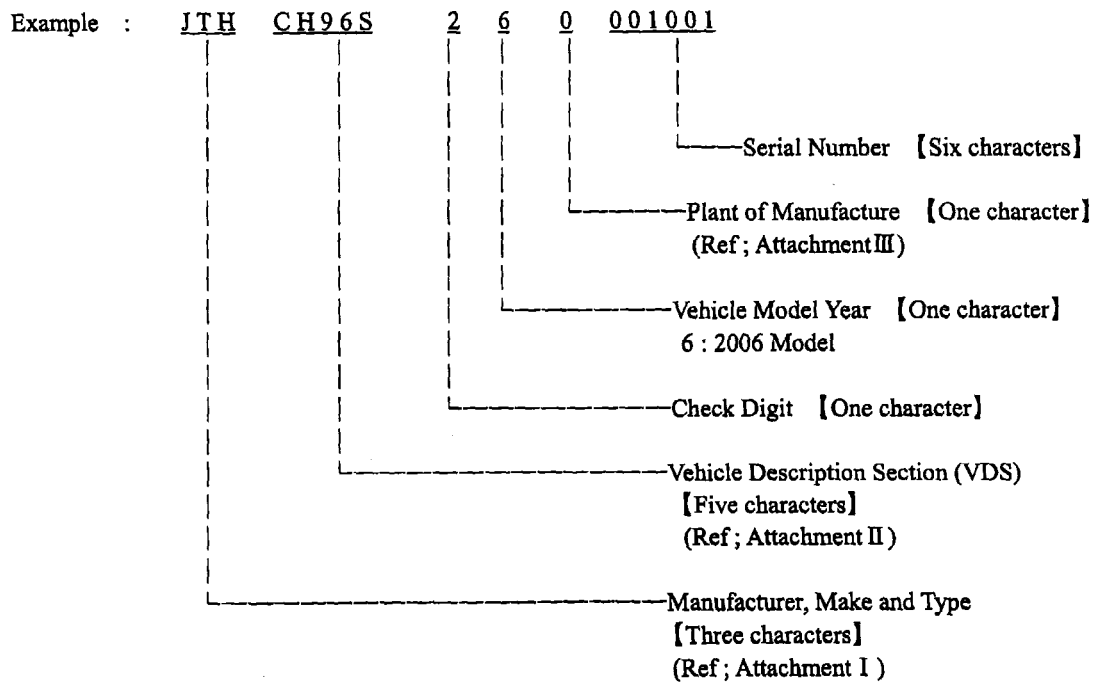 Example : JTH CH96S 2 6 0 001001
Serial Number 【Six characters】
Plant of Manufacture 【One character】
(Ref ; Attachment Ⅲ)
Vehicle Model Year 【One character】
6 : 2006 Model
Check Digit 【One character】
Vehicle Description Section (VDS)
【Five characters】
(Ref ; Attachment Ⅱ)
Manufacturer, Make and Type
【Three characters】
(Ref ; Attachment Ⅰ)